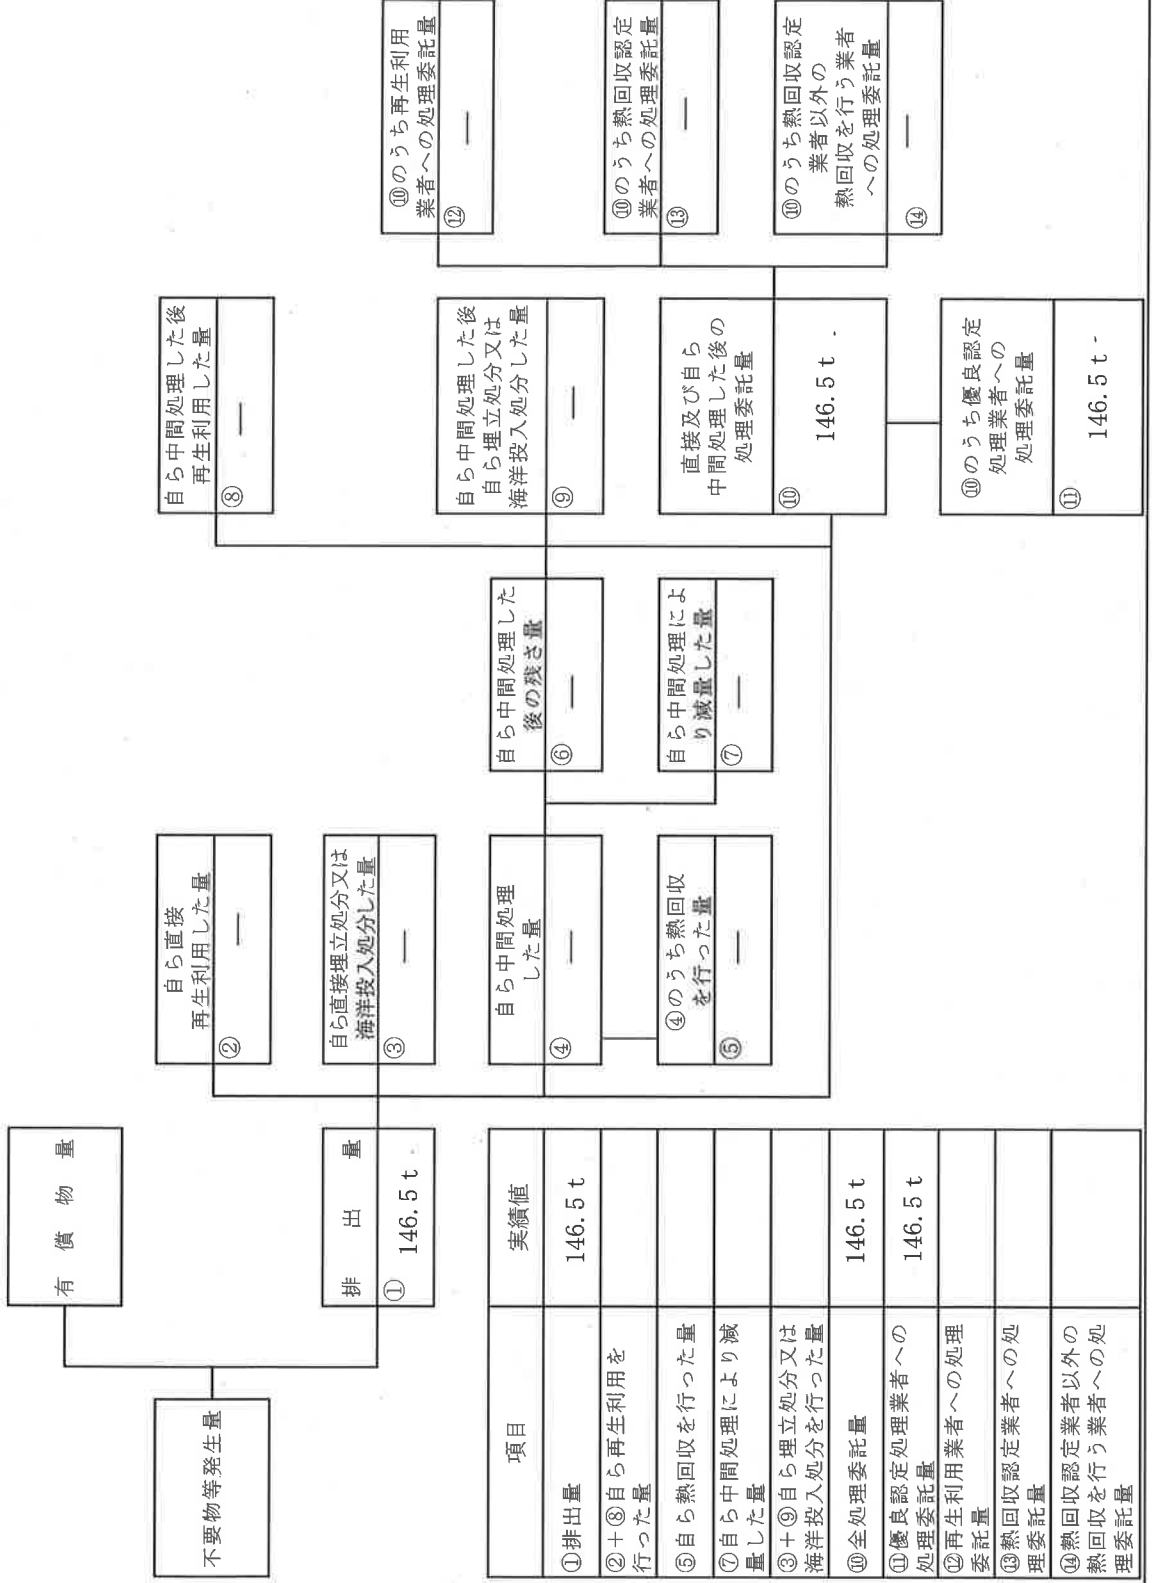 不要物等発生量
有償物量
排出量
① 146.5 t
自ら直接
再生利用した量
② —
自ら直接埋立処分又は
海洋投入処分した量
③ —
自ら中間処理
した量
④ —
④のうち熱回収
を行った量
⑤ —
自ら中間処理した
後の残さ量
⑥ —
自ら中間処理によ
り減量した量
⑦ —
自ら中間処理した後
再生利用した量
⑧ —
自ら中間処理した後
自ら埋立処分又は
海洋投入処分した量
⑨ —
直接及び自ら
中間処理した後の
処理委託量
⑩ 146.5 t
⑩のうち優良認定
処理業者への
処理委託量
⑪ 146.5 t
⑩のうち再生利用
業者への処理委託量
⑫ —
⑩のうち熱回収認定
業者への処理委託量
⑬ —
⑩のうち熱回収認定
業者以外の
熱回収を行う業者
への処理委託量
⑭ —
項目 実績値
①排出量 146.5 t
②+⑧自ら再生利用を
行った量
⑤自ら熱回収を行った量
⑦自ら中間処理により減
量した量
③+⑨自ら埋立処分又は
海洋投入処分を行った量
⑩全処理委託量 146.5 t
⑪優良認定処理業者への
処理委託量 146.5 t
⑫再生利用業者への処理
委託量
⑬熱回収認定業者への処
理委託量
⑭熱回収認定業者以外の
熱回収を行う業者への処
理委託量